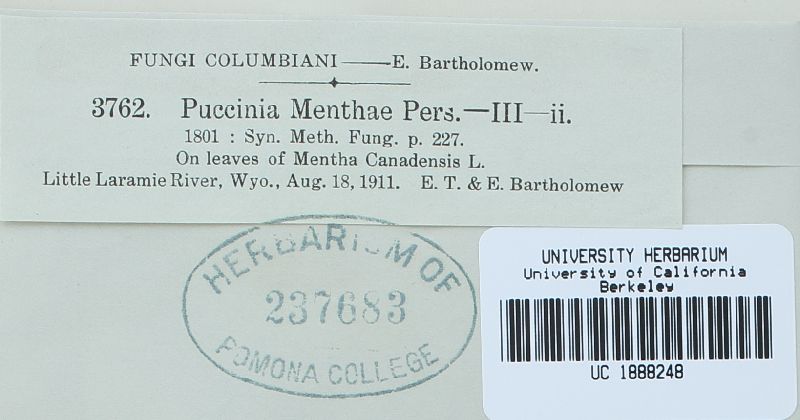 FUNGI COLUMBIANI——E. Bartholomew.
3762. Puccinia Menthae Pers.—III—ii.
1801 : Syn. Meth. Fung. p. 227.
On leaves of Mentha Canadensis L.
Little Laramie River, Wyo., Aug. 18, 1911. E. T. & E. Bartholomew
HERBARIUM OF
237683
POMONA COLLEGE
UNIVERSITY HERBARIUM
University of California
Berkeley
UC 1888248